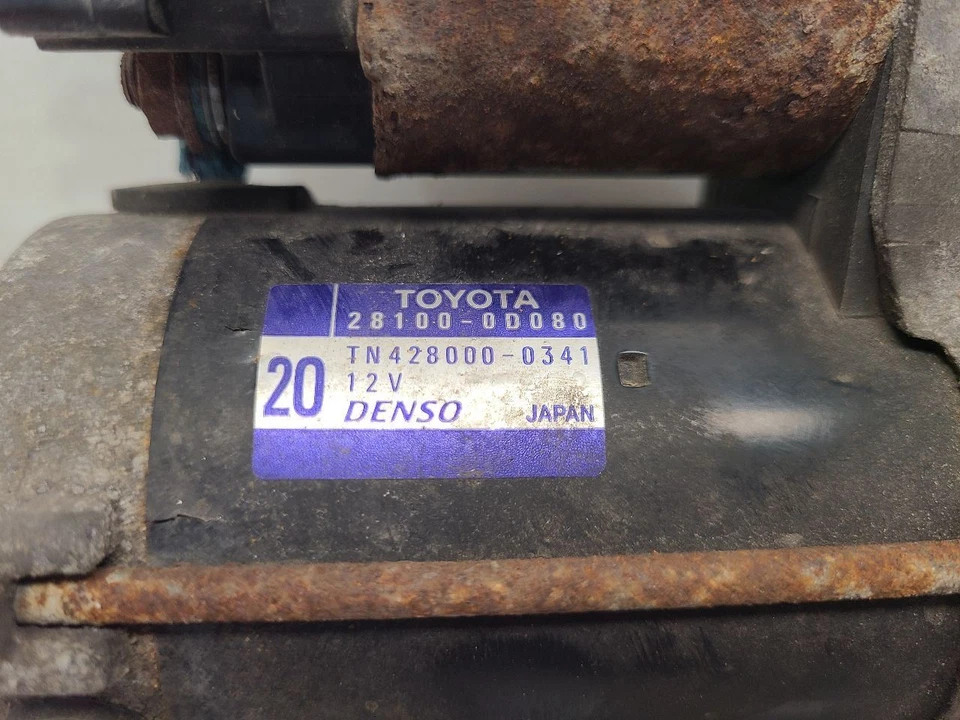 TOYOTA
28100-0D080
20
TN428000-0341
12V
DENSO JAPAN